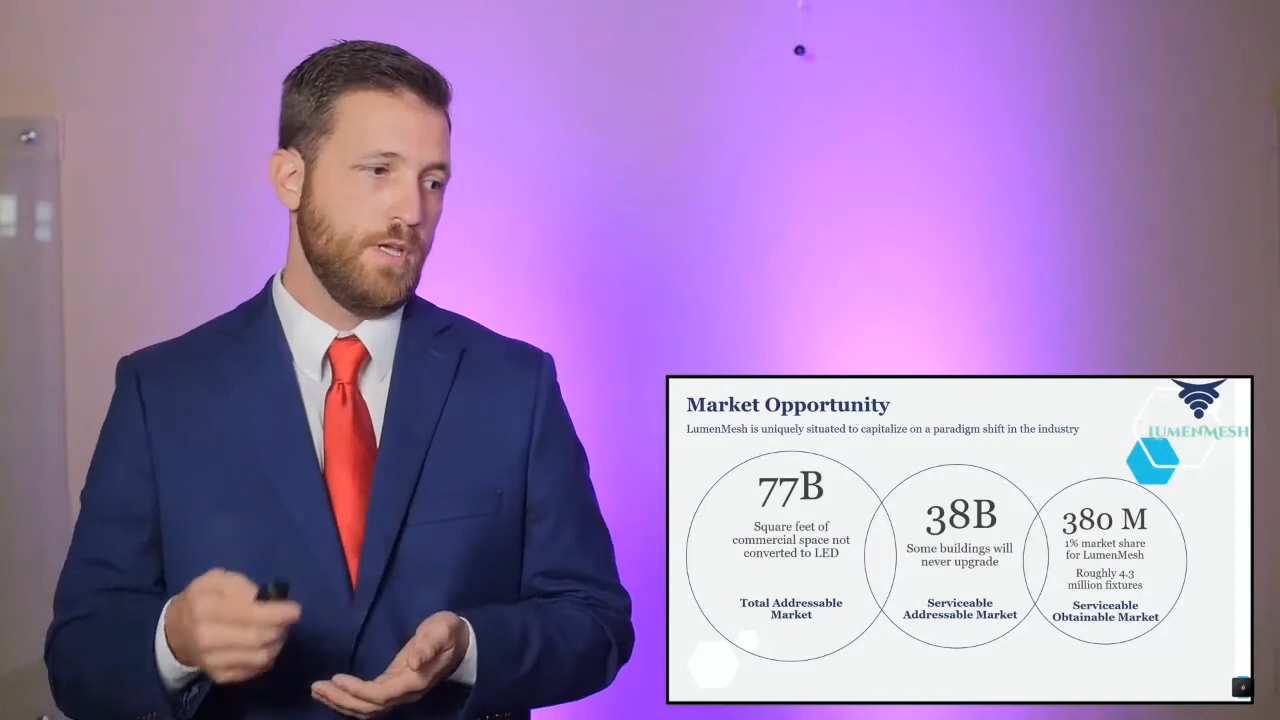 Market Opportunity
LumenMesh is uniquely situated to capitalize on a paradigm shift in the industry
LUMENMESH
77B
Square feet of
commercial space not
converted to LED
Total Addressable
Market
38B
Some buildings will
never upgrade
Serviceable
Addressable Market
380 M
1% market share
for LumenMesh
Roughly 4.3
million fixtures
Serviceable
Obtainable Market
6